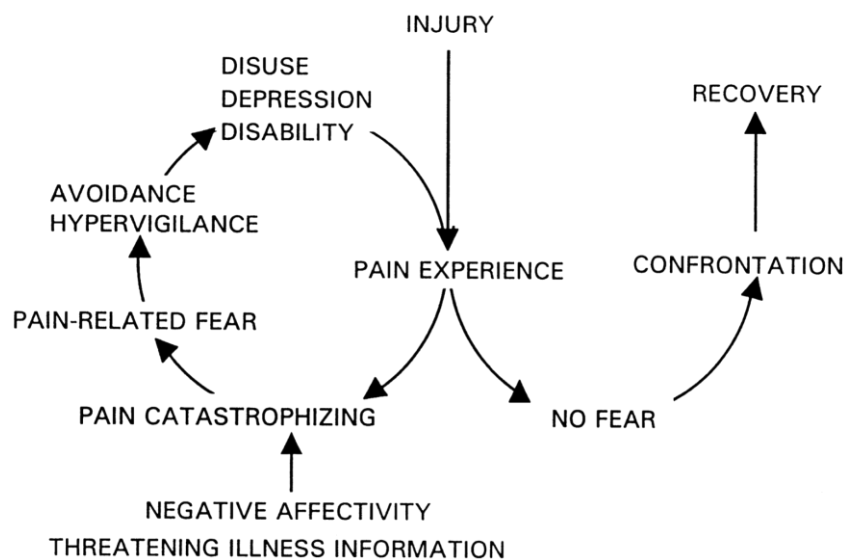 INJURY
DISUSE
DEPRESSION
DISABILITY
RECOVERY
AVOIDANCE
HYPERVIGILANCE
PAIN EXPERIENCE
CONFRONTATION
PAIN-RELATED FEAR
PAIN CATASTROPHIZING
NO FEAR
NEGATIVE AFFECTIVITY
THREATENING ILLNESS INFORMATION